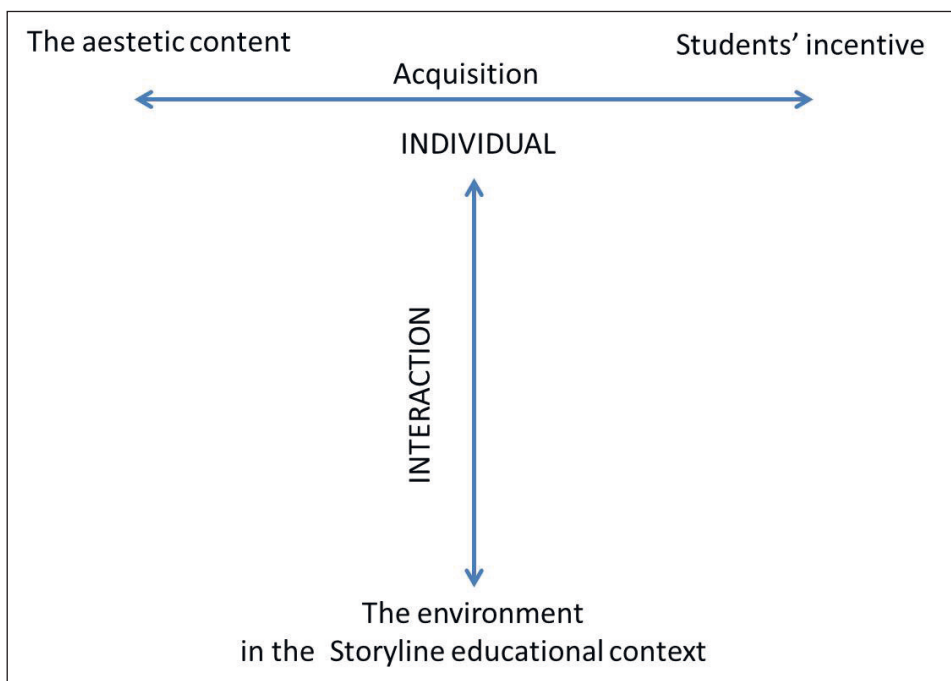 The aestetic content
Students’ incentive
Acquisition
INDIVIDUAL
INTERACTION
The environment
in the Storyline educational context